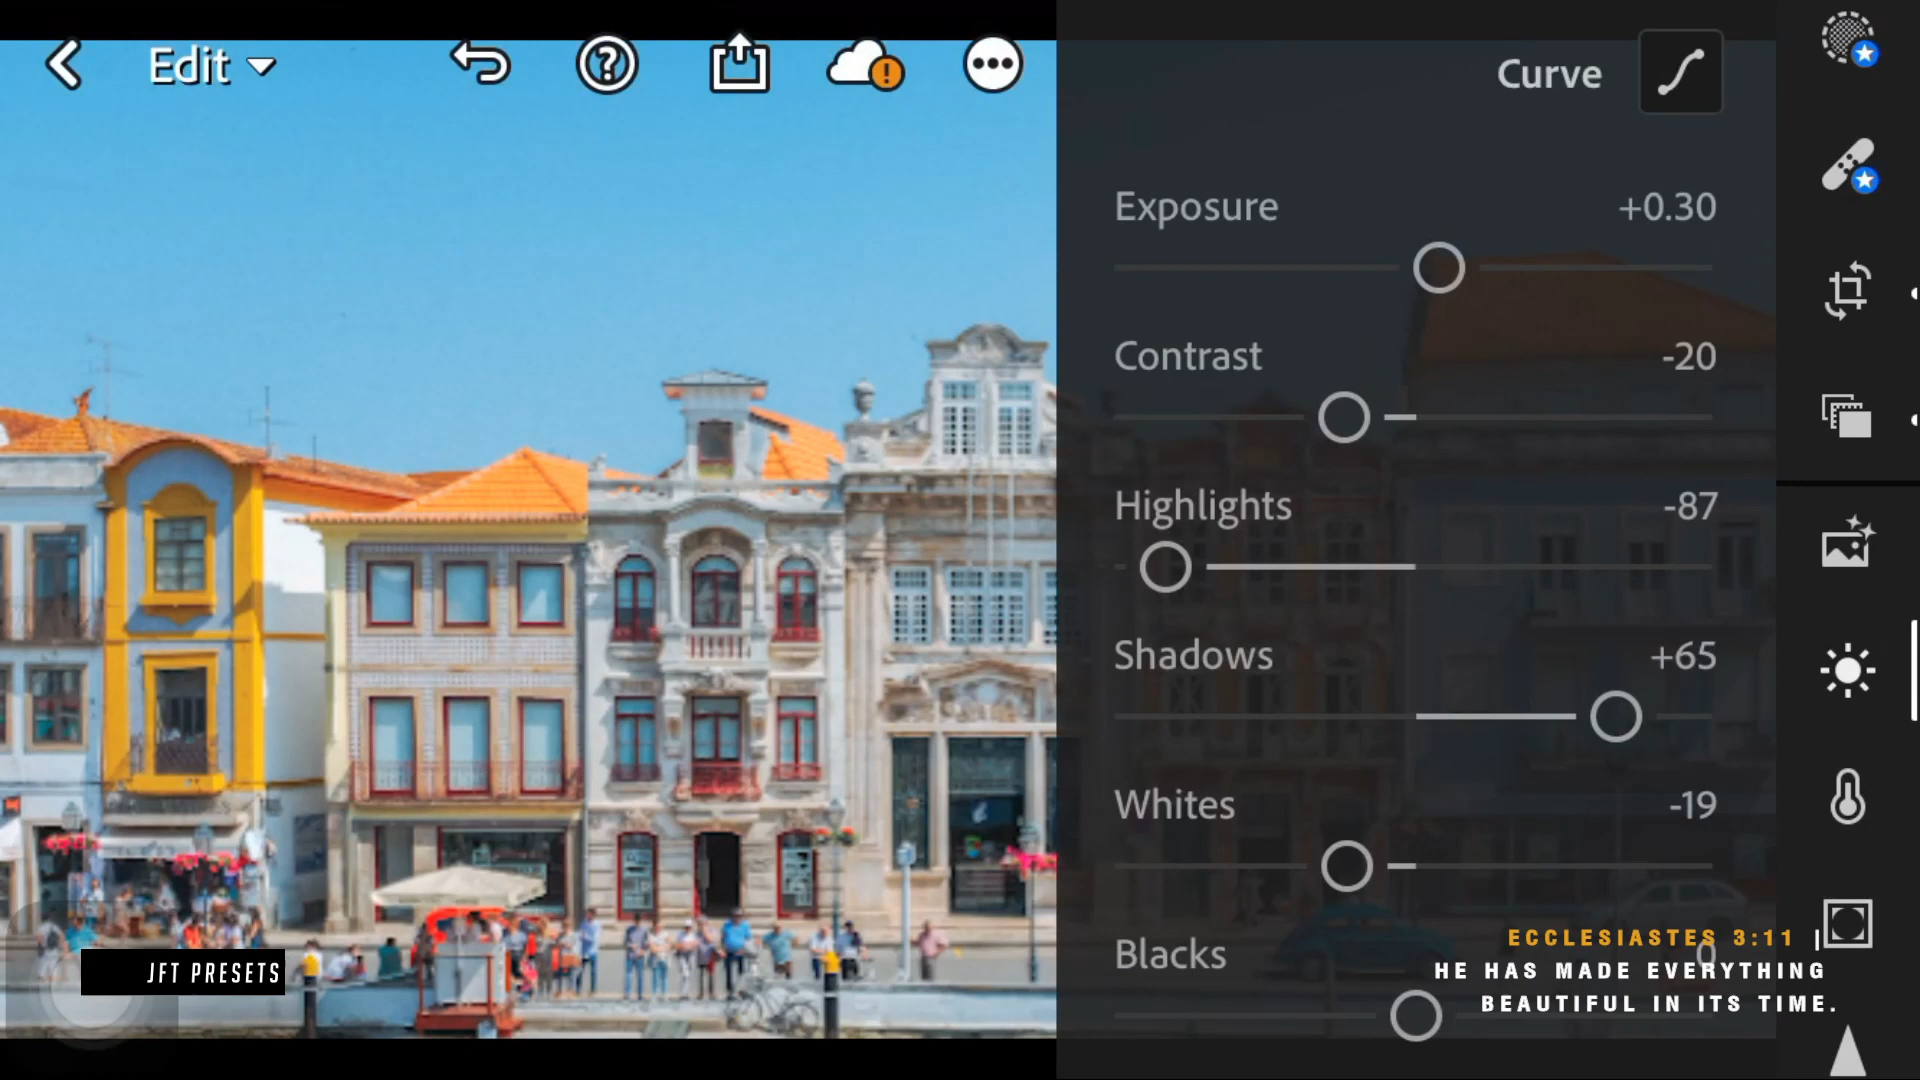 Edit
Curve
Exposure +0.30
Contrast -20
Highlights -87
Shadows +65
Whites -19
Blacks 0
JFT PRESETS
ECCLESIASTES 3:11 |
HE HAS MADE EVERYTHING
BEAUTIFUL IN ITS TIME.